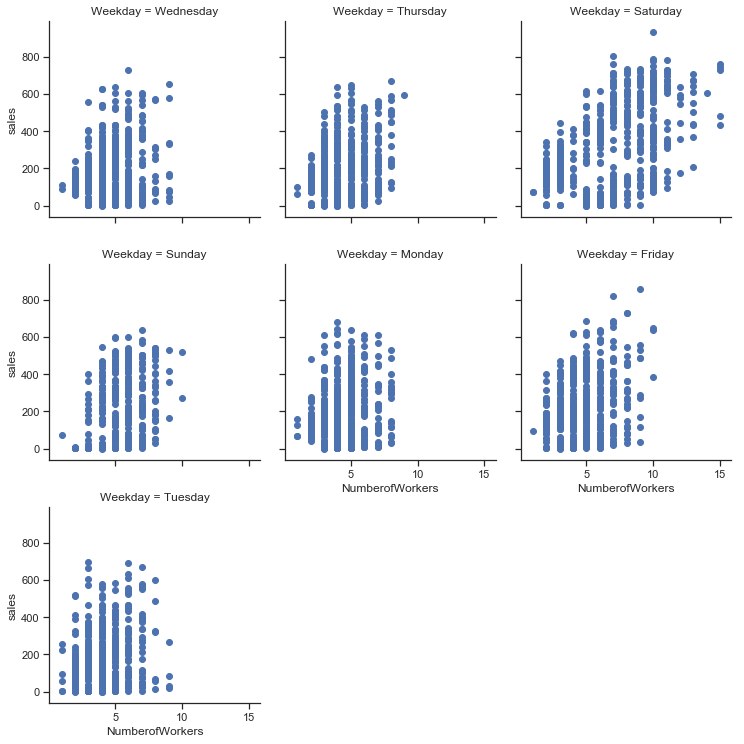 Weekday = Wednesday
Weekday = Thursday
Weekday = Saturday
800
600
400
200
0
sales
Weekday = Sunday
Weekday = Monday
Weekday = Friday
800
600
400
200
0
sales
5 10 15
NumberofWorkers
5 10 15
NumberofWorkers
Weekday = Tuesday
800
600
400
200
0
sales
5 10 15
NumberofWorkers